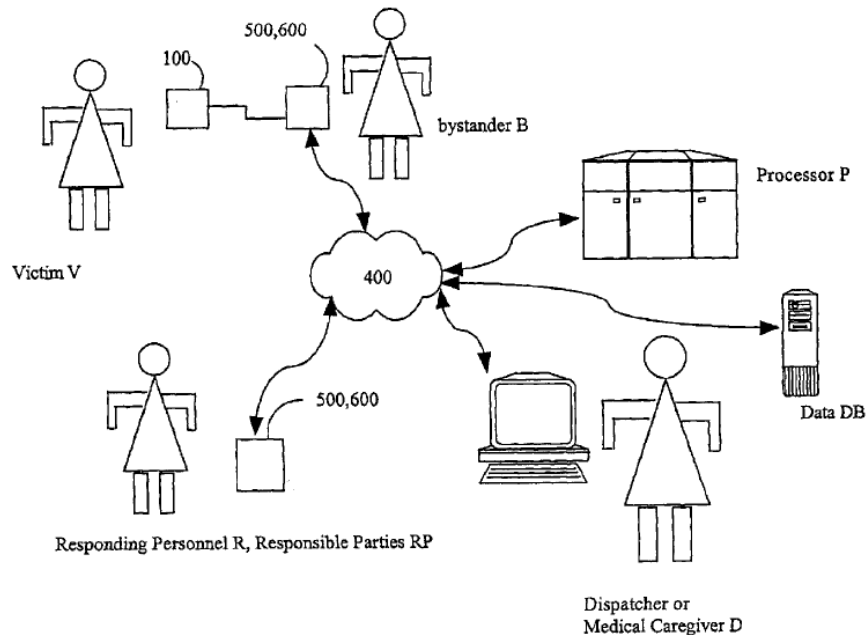 500,600
100
bystander B
Processor P
Victim V
400
500,600
Data DB
Responding Personnel R, Responsible Parties RP
Dispatcher or
Medical Caregiver D